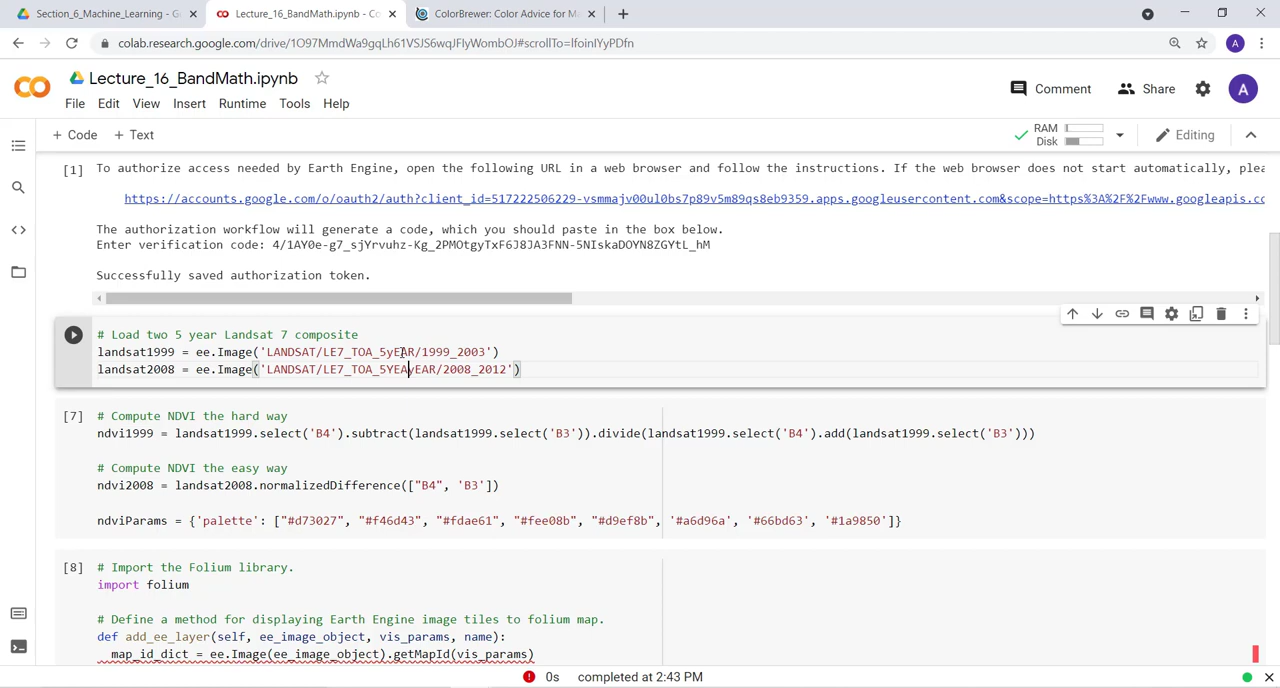 Section_6_Machine_Learning - G
Lecture_16_BandMath.ipynb - Co
ColorBrewer: Color Advice for M
colab.research.google.com/drive/1O97MmdWa9gqLh61VSJS6wqJFlyWombOJ#scrollTo=lfoinIYyPDfn
A
Lecture_16_BandMath.ipynb
Comment
Share
A
File Edit View Insert Runtime Tools Help
+ Code + Text
RAM
Disk
Editing
[1] To authorize access needed by Earth Engine, open the following URL in a web browser and follow the instructions. If the web browser does not start automatically, plea
https://accounts.google.com/o/oauth2/auth?client_id=517222506229-vsmmajv00ul0bs7p89v5m89qs8eb9359.apps.googleusercontent.com&scope=https%3A%2F%2Fwww.googleapis.co
The authorization workflow will generate a code, which you should paste in the box below.
Enter verification code: 4/1AY0e-g7_sjYrvuhz-Kg_2PMOtgyTxF6J8JA3FNN-5NIskaDOYN8ZGYtL_hM
Successfully saved authorization token.
# Load two 5 year Landsat 7 composite
landsat1999 = ee.Image('LANDSAT/LE7_TOA_5yEAR/1999_2003')
landsat2008 = ee.Image('LANDSAT/LE7_TOA_5YEAyEAR/2008_2012')
[7] # Compute NDVI the hard way
ndvi1999 = landsat1999.select('B4').subtract(landsat1999.select('B3')).divide(landsat1999.select('B4').add(landsat1999.select('B3')))
# Compute NDVI the easy way
ndvi2008 = landsat2008.normalizedDifference(["B4", 'B3'])
ndviParams = {'palette': ["#d73027", "#f46d43", "#fdae61", "#fee08b", "#d9ef8b", '#a6d96a', '#66bd63', '#1a9850']}
[8] # Import the Folium library.
import folium
# Define a method for displaying Earth Engine image tiles to folium map.
def add_ee_layer(self, ee_image_object, vis_params, name):
map_id_dict = ee.Image(ee_image_object).getMapId(vis_params)
0s completed at 2:43 PM